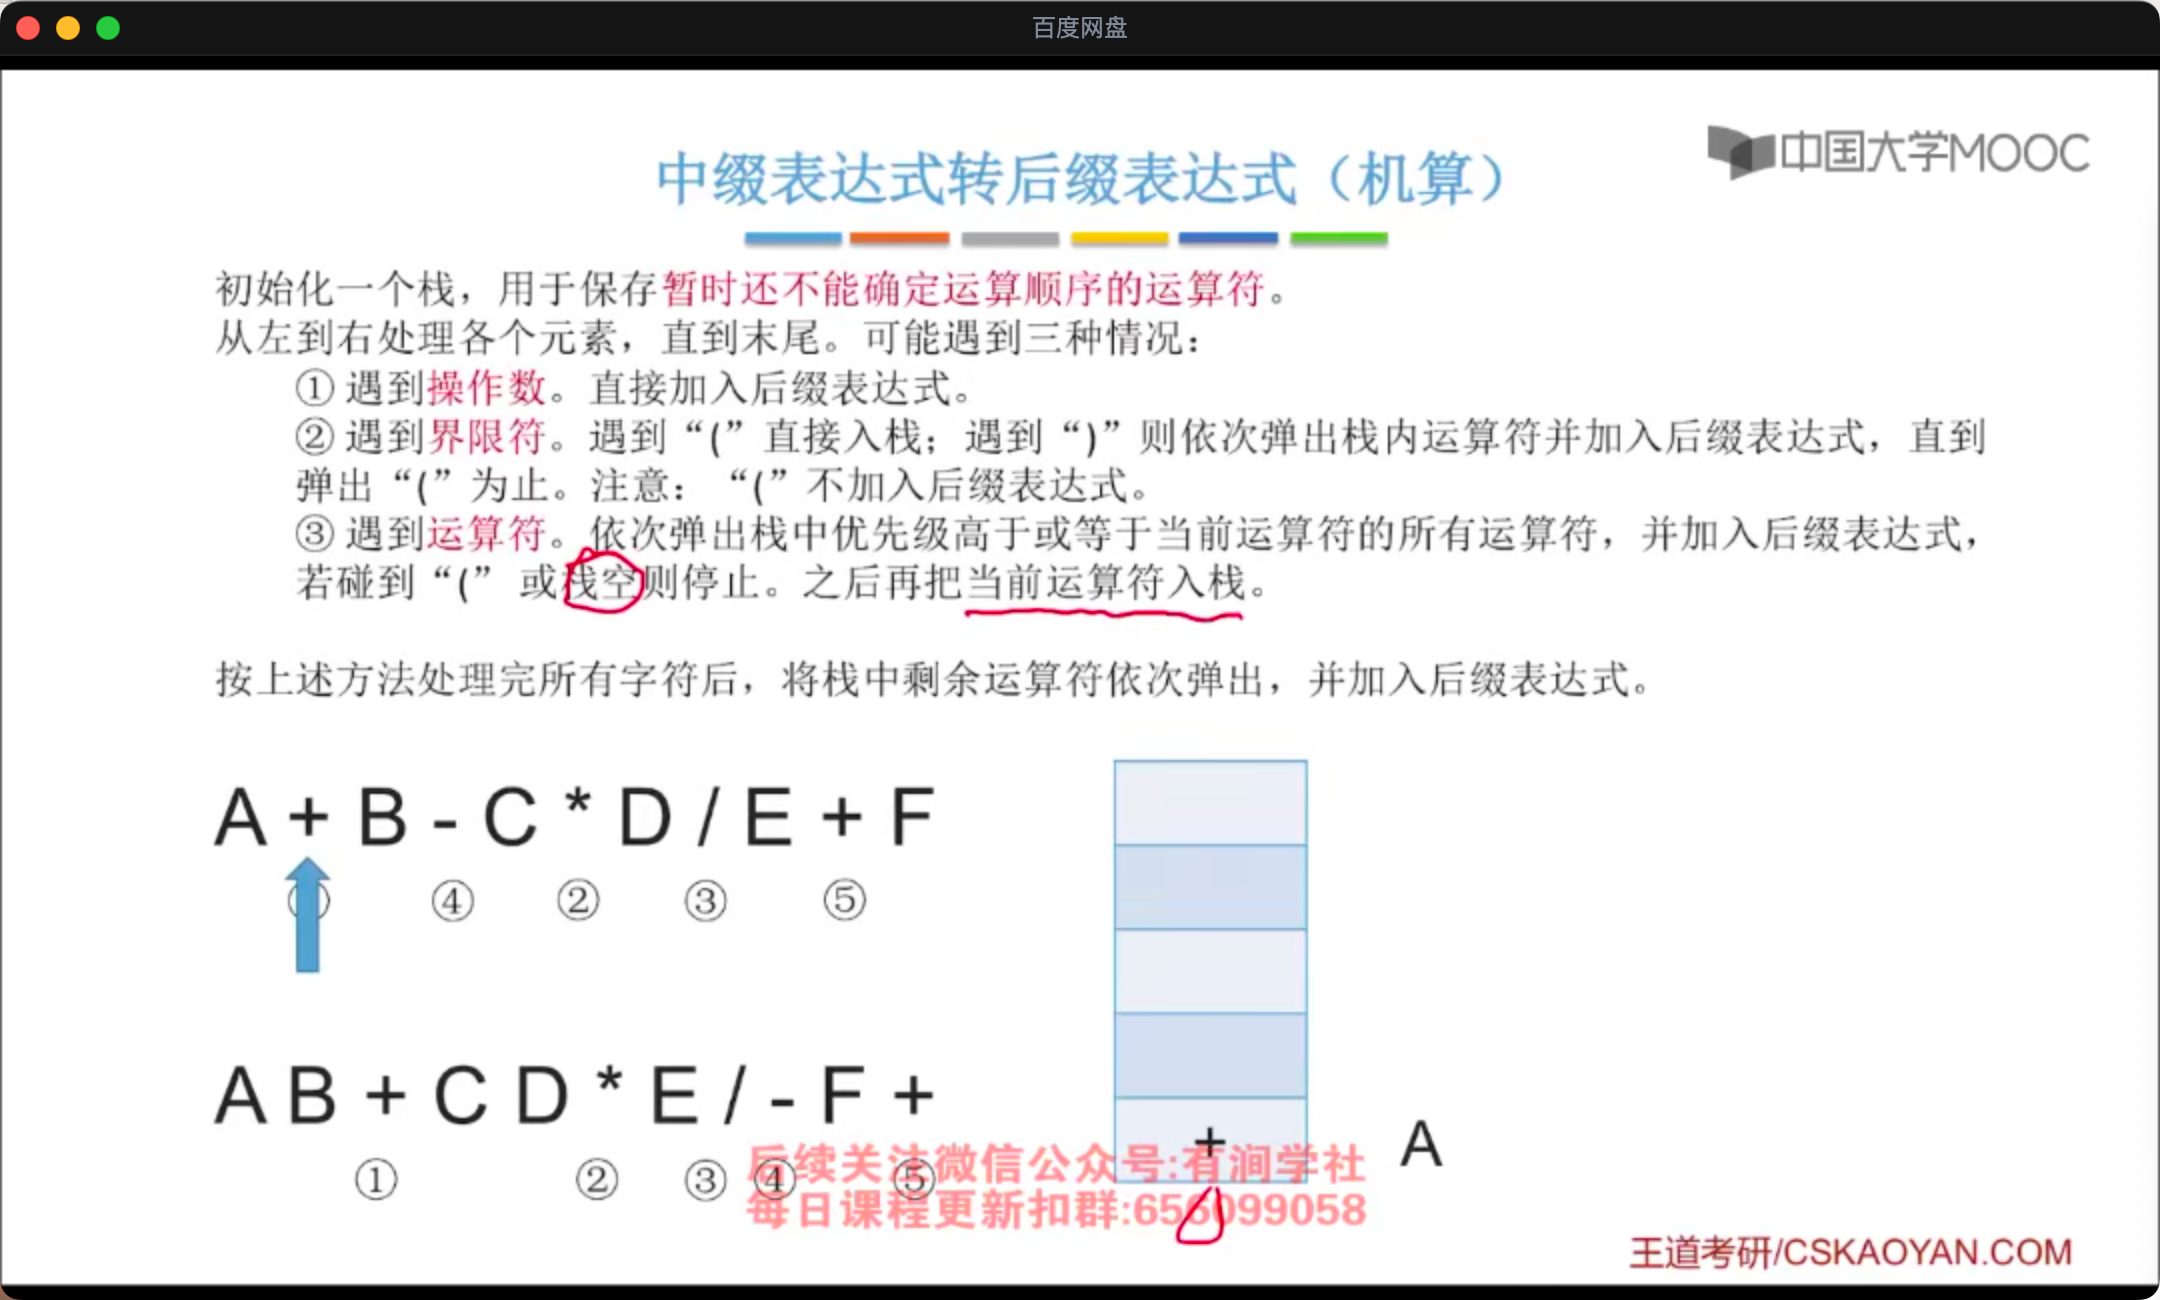 百度网盘
中国大学MOOC
中缀表达式转后缀表达式（机算）
初始化一个栈，用于保存暂时还不能确定运算顺序的运算符。
从左到右处理各个元素，直到末尾。可能遇到三种情况：
① 遇到操作数。直接加入后缀表达式。
② 遇到界限符。遇到“(”直接入栈；遇到“)”则依次弹出栈内运算符并加入后缀表达式，直到
弹出“(”为止。注意：“(”不加入后缀表达式。
③ 遇到运算符。依次弹出栈中优先级高于或等于当前运算符的所有运算符，并加入后缀表达式，
若碰到“(” 或栈空则停止。之后再把当前运算符入栈。
按上述方法处理完所有字符后，将栈中剩余运算符依次弹出，并加入后缀表达式。
A + B - C * D / E + F
④ ② ③ ⑤
A B + C D * E / - F +
① ② ③ ④ ⑤
+
A
后续关注微信公众号:有涧学社
每日课程更新扣群:656099058
王道考研/CSKAOYAN.COM